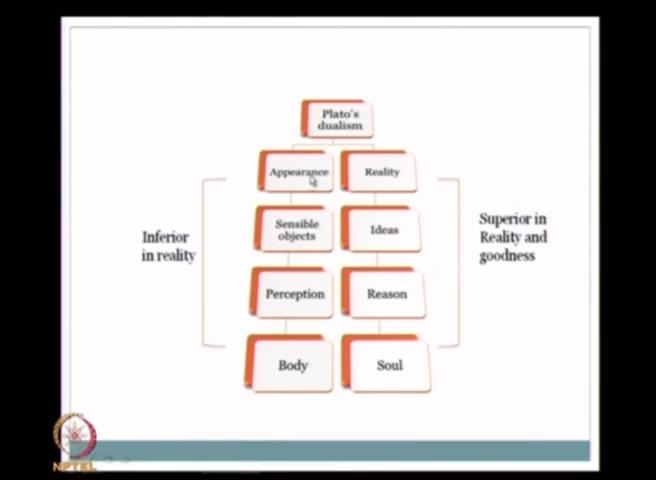 Plato's
dualism
Appearance
Reality
Sensible
objects
Ideas
Inferior
in reality
Superior in
Reality and
goodness
Perception
Reason
Body
Soul
NPTEL